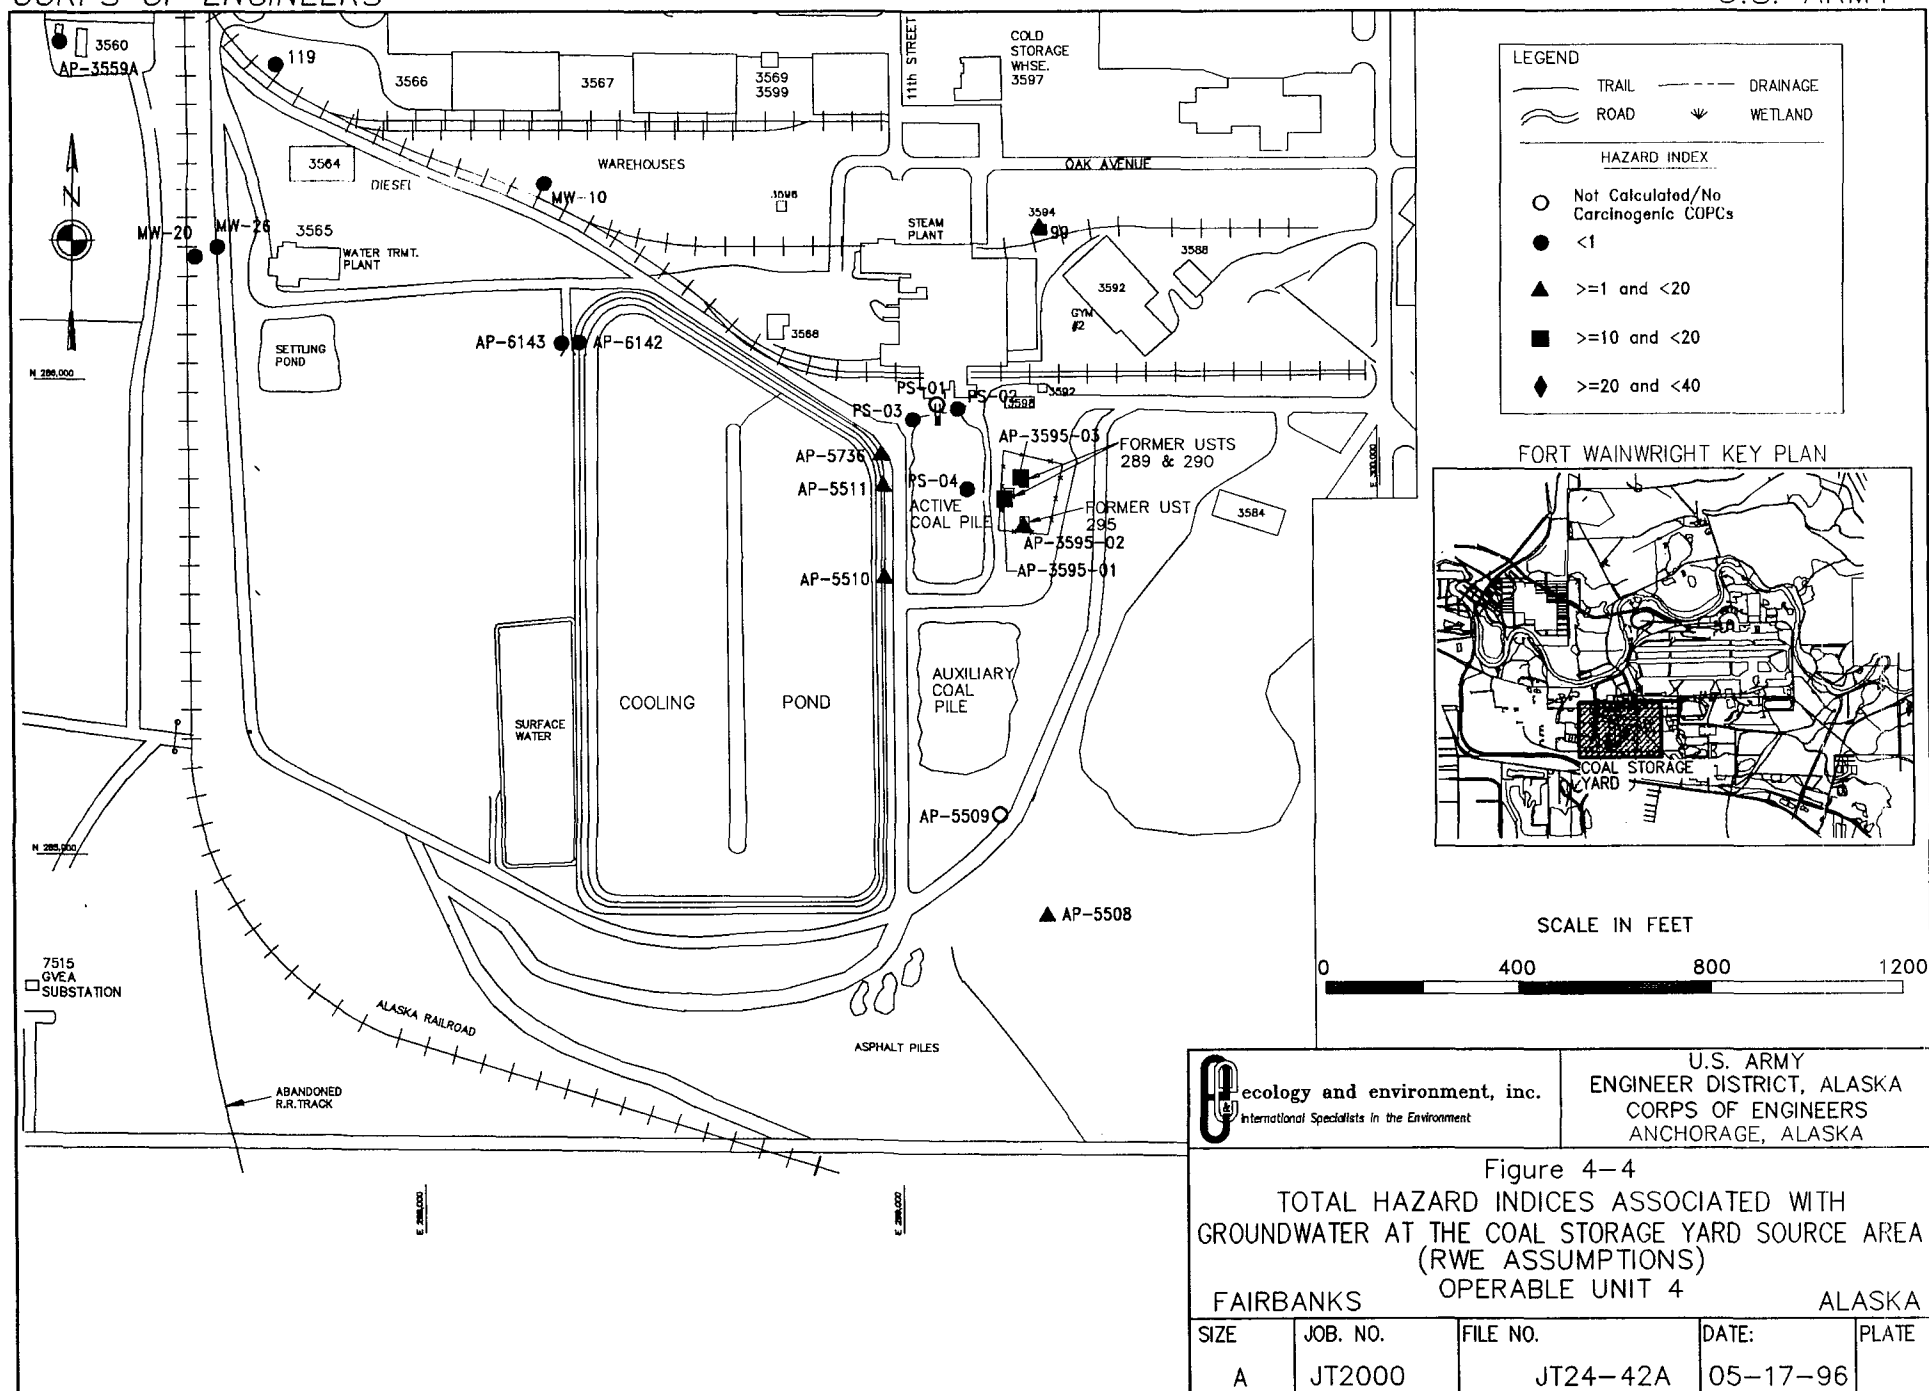 CORPS OF ENGINEERS
U.S. ARMY
3560
AP-3559A
119
3566
3567
3569
3599
11th STREET
COLD
STORAGE
WHSE.
3597
3564
DIESEL
WAREHOUSES
OAK AVENUE
N
MW-10
MW-20
MW-26
3565
WATER TRMT.
PLANT
STEAM
PLANT
3594
199
3588
3592
GYM
#2
3568
SETTLING
POND
AP-6143
AP-6142
N 286,000
PS-01
PS-02
3592
3598
PS-03
AP-3595-03
FORMER USTS
289 & 290
AP-5736
AP-5511
PS-04
ACTIVE
COAL PILE
FORMER UST
295
AP-3595-02
AP-3595-01
3584
E 300,000
AP-5510
COOLING
POND
SURFACE
WATER
AUXILIARY
COAL
PILE
AP-5509
N 285,000
AP-5508
7515
GVEA
SUBSTATION
ALASKA RAILROAD
ASPHALT PILES
ABANDONED
R.R.TRACK
E 299,000
LEGEND
TRAIL
DRAINAGE
ROAD
WETLAND
HAZARD INDEX
Not Calculated/No
Carcinogenic COPCs
<1
>=1 and <20
>=10 and <20
>=20 and <40
FORT WAINWRIGHT KEY PLAN
COAL STORAGE
YARD
SCALE IN FEET
0 400 800 1200
ecology and environment, inc.
International Specialists in the Environment
U.S. ARMY
ENGINEER DISTRICT, ALASKA
CORPS OF ENGINEERS
ANCHORAGE, ALASKA
Figure 4-4
TOTAL HAZARD INDICES ASSOCIATED WITH
GROUNDWATER AT THE COAL STORAGE YARD SOURCE AREA
(RWE ASSUMPTIONS)
OPERABLE UNIT 4
FAIRBANKS
ALASKA
SIZE
A
JOB. NO.
JT2000
FILE NO.
JT24-42A
DATE:
05-17-96
PLATE